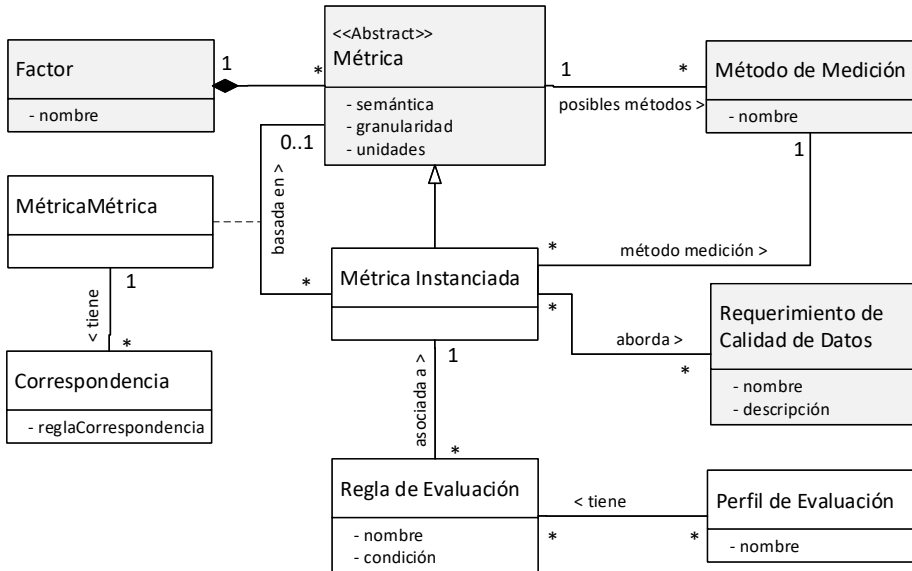 <<Abstract>>
Métrica
- semántica
- granularidad
- unidades
Factor
- nombre
1
*
1
*
posibles métodos >
Método de Medición
- nombre
1
0..1
basada en >
*
MétricaMétrica
1
< tiene
*
Correspondencia
- reglaCorrespondencia
Métrica Instanciada
*
método medición >
*
aborda >
*
Requerimiento de
Calidad de Datos
- nombre
- descripción
1
asociada a >
*
Regla de Evaluación
- nombre
- condición
< tiene
*
*
Perfil de Evaluación
- nombre